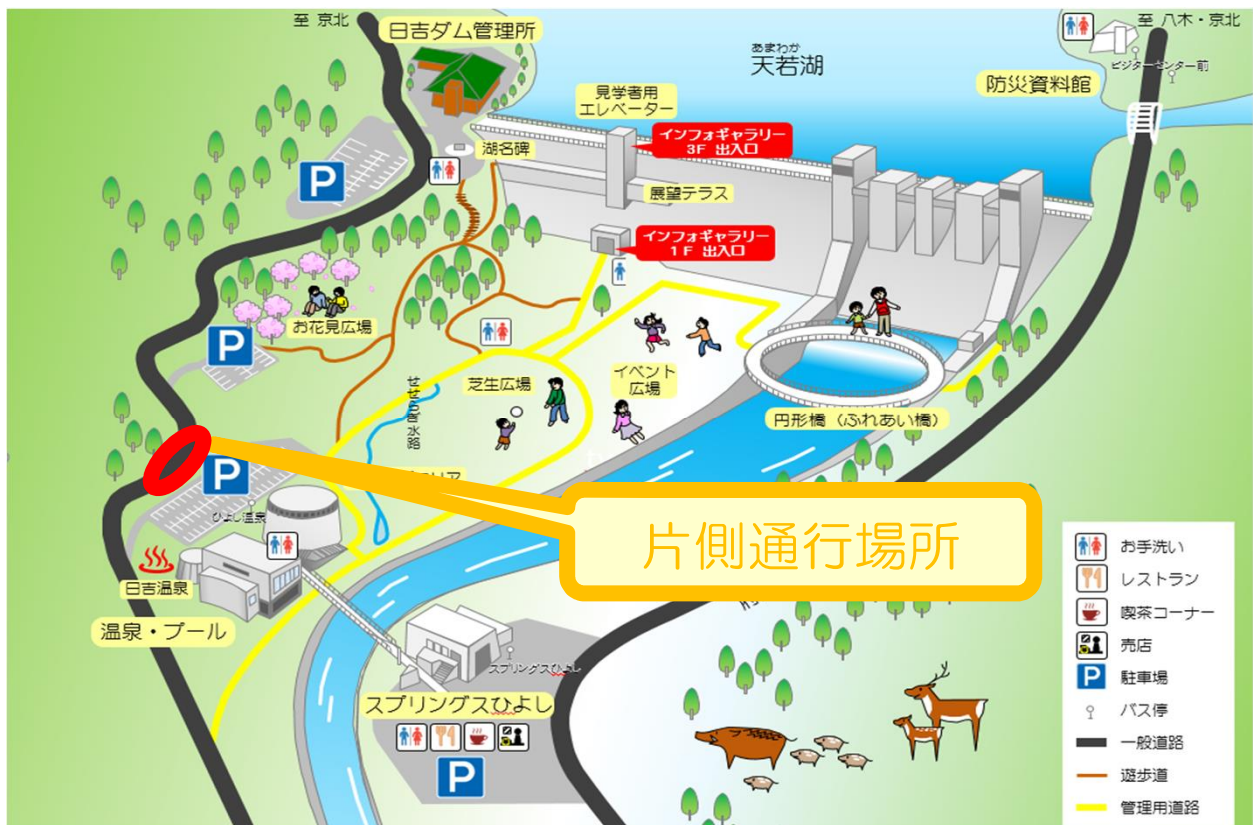 至 京北
日吉ダム管理所
あまわか
天若湖
至 八木・京北
ビジターセンター前
防災資料館
見学者用
エレベーター
インフォギャラリー
3F 出入口
湖名碑
P
展望テラス
インフォギャラリー
1F 出入口
お花見広場
P
イベント
広場
芝生広場
せせらぎ水路
円形橋（ふれあい橋）
P
ひよし温泉
片側通行場所
日吉温泉
温泉・プール
スプリングスひよし
スプリングスひよし
P
お手洗い
レストラン
喫茶コーナー
売店
P 駐車場
バス停
一般道路
遊歩道
管理用道路